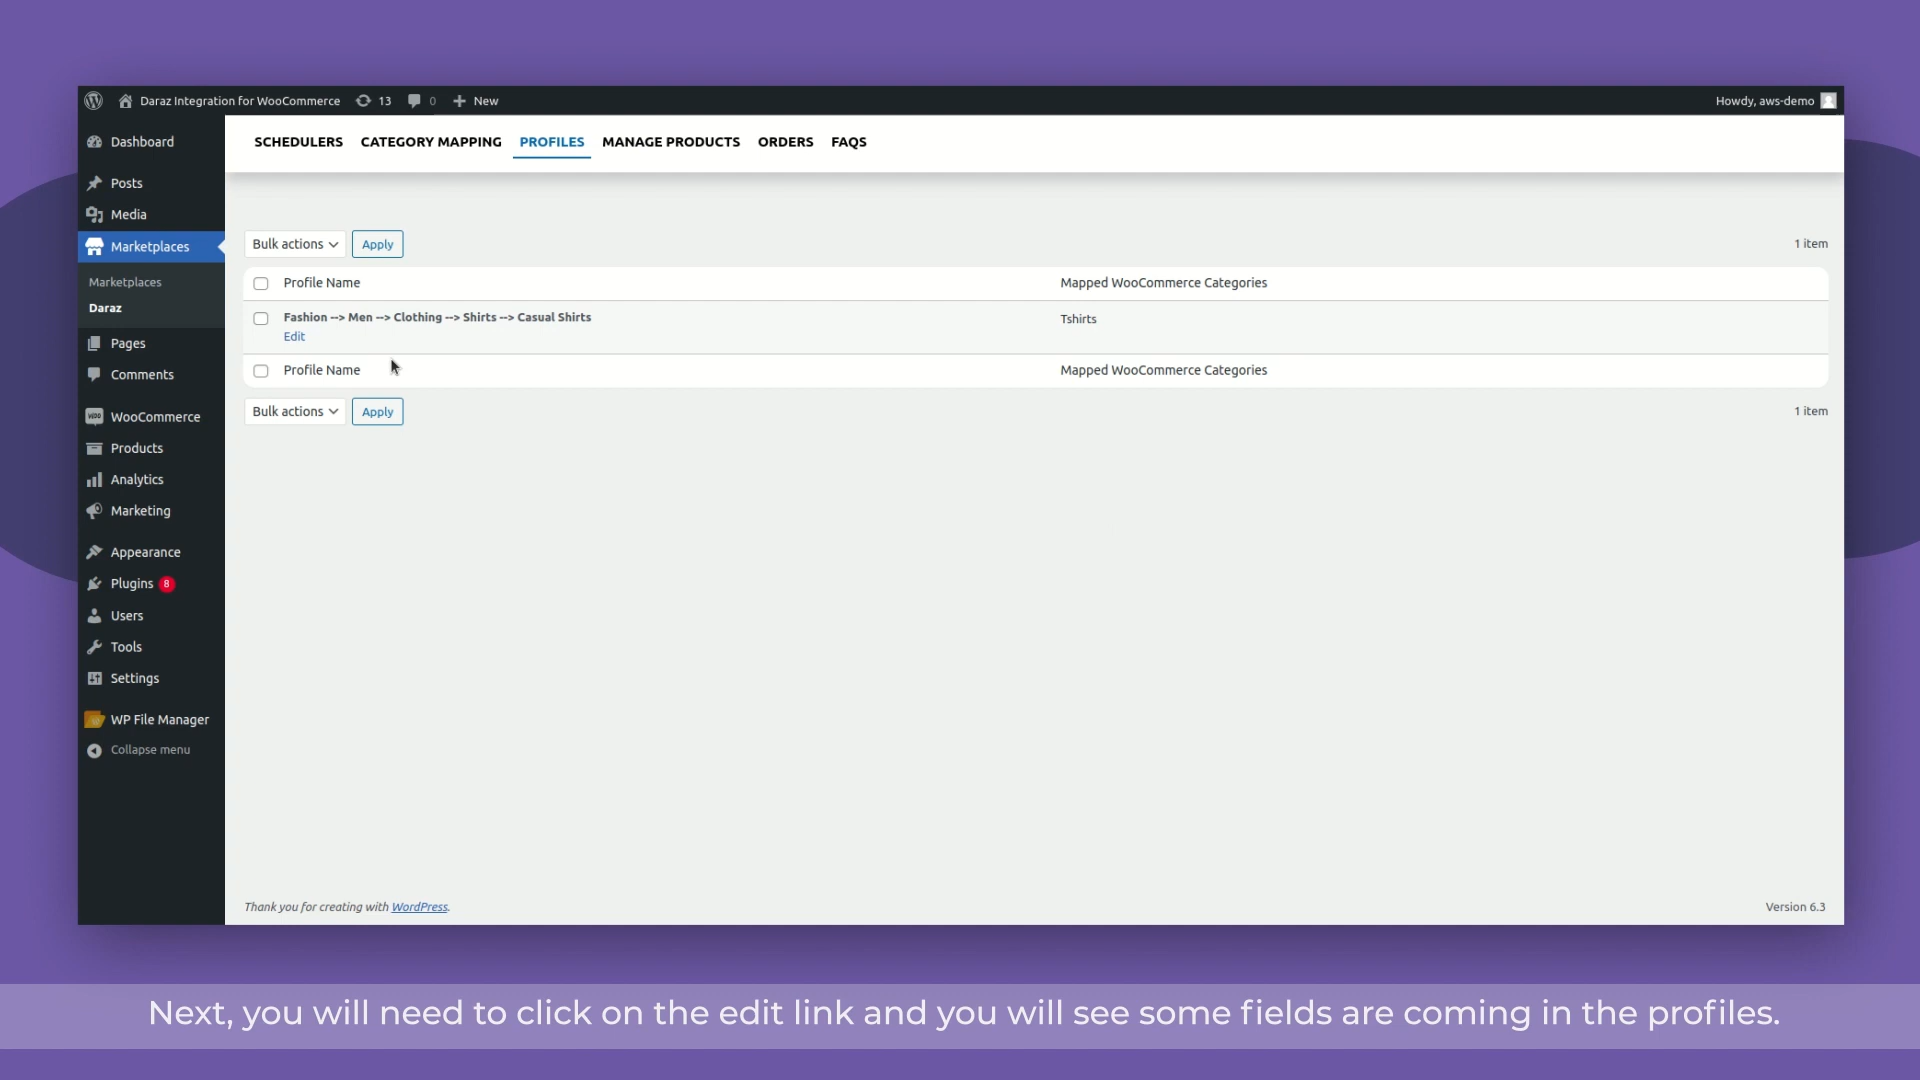 Daraz Integration for WooCommerce 13 0 New Howdy, aws-demo
SCHEDULERS CATEGORY MAPPING PROFILES MANAGE PRODUCTS ORDERS FAQS
Dashboard
Posts
Media
Marketplaces
Marketplaces
Daraz
Pages
Comments
WooCommerce
Products
Analytics
Marketing
Appearance
Plugins 8
Users
Tools
Settings
WP File Manager
Collapse menu
Bulk actions Apply 1 item
Profile Name Mapped WooCommerce Categories
Fashion --> Men --> Clothing --> Shirts --> Casual Shirts Tshirts
Edit
Profile Name Mapped WooCommerce Categories
Bulk actions Apply 1 item
Thank you for creating with WordPress. Version 6.3
Next, you will need to click on the edit link and you will see some fields are coming in the profiles.